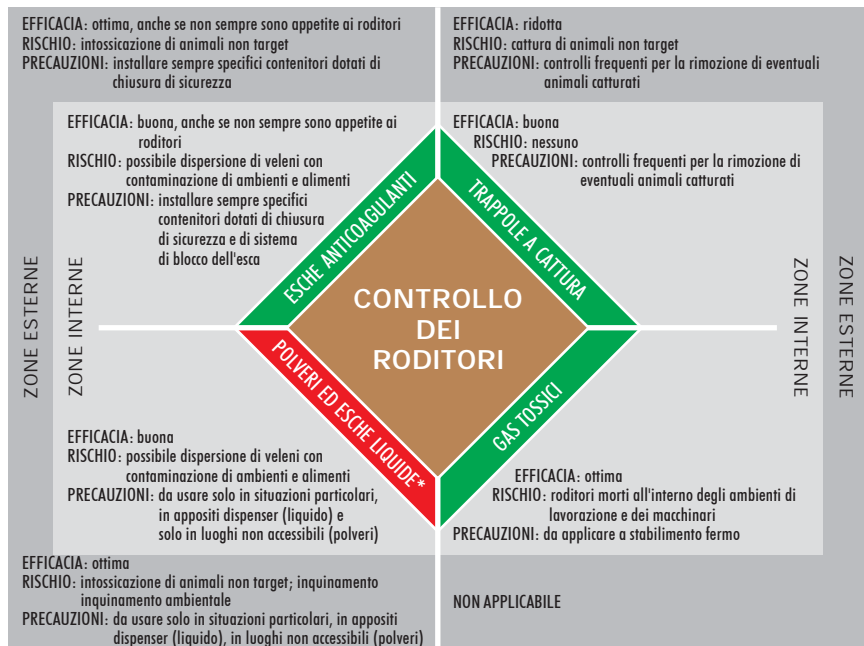 EFFICACIA: ottima, anche se non sempre sono appetite ai roditori
RISCHIO: intossicazione di animali non target
PRECAUZIONI: installare sempre specifici contenitori dotati di
chiusura di sicurezza
EFFICACIA: ridotta
RISCHIO: cattura di animali non target
PRECAUZIONI: controlli frequenti per la rimozione di eventuali
animali catturati
EFFICACIA: buona, anche se non sempre sono appetite ai
roditori
RISCHIO: possibile dispersione di veleni con
contaminazione di ambienti e alimenti
PRECAUZIONI: installare sempre specifici
contenitori dotati di chiusura
di sicurezza e di sistema
di blocco dell'esca
EFFICACIA: buona
RISCHIO: nessuno
PRECAUZIONI: controlli frequenti per la rimozione di
eventuali animali catturati
ESCHE ANTICOAGULANTI
TRAPPOLE A CATTURA
CONTROLLO
DEI
RODITORI
ZONE ESTERNE
ZONE INTERNE
ZONE INTERNE
ZONE ESTERNE
POLVERI ED ESCHE LIQUIDE*
GAS TOSSICI
EFFICACIA: buona
RISCHIO: possibile dispersione di veleni con
contaminazione di ambienti e alimenti
PRECAUZIONI: da usare solo in situazioni particolari,
in appositi dispenser (liquido) e
solo in luoghi non accessibili (polveri)
EFFICACIA: ottima
RISCHIO: roditori morti all'interno degli ambienti di
lavorazione e dei macchinari
PRECAUZIONI: da applicare a stabilimento fermo
EFFICACIA: ottima
RISCHIO: intossicazione di animali non target; inquinamento
inquinamento ambientale
PRECAUZIONI: da usare solo in situazioni particolari, in appositi
dispenser (liquido), in luoghi non accessibili (polveri)
NON APPLICABILE